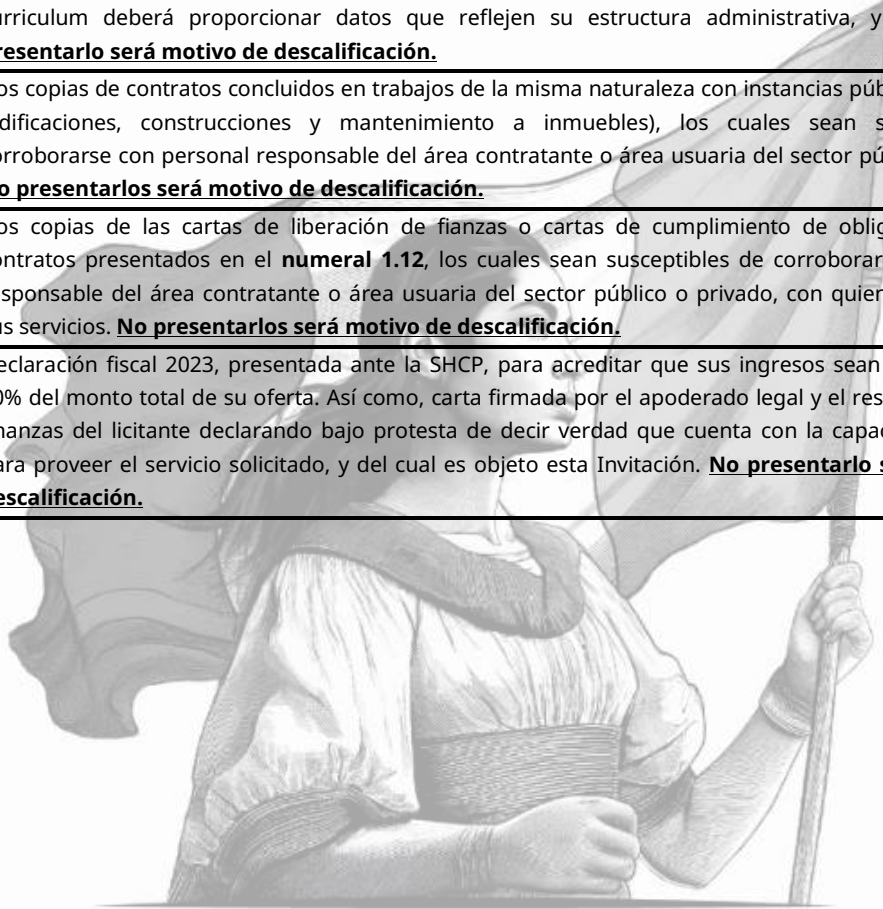 urriculum deberá proporcionar datos que reflejen su estructura administrativa, y
resentarlo será motivo de descalificación.
os copias de contratos concluidos en trabajos de la misma naturaleza con instancias púb
dificaciones, construcciones y mantenimiento a inmuebles), los cuales sean s
orroborarse con personal responsable del área contratante o área usuaria del sector pú
o presentarlos será motivo de descalificación.
os copias de las cartas de liberación de fianzas o cartas de cumplimiento de oblig
ontratos presentados en el numeral 1.12, los cuales sean susceptibles de corroborar
esponsable del área contratante o área usuaria del sector público o privado, con quien
us servicios. No presentarlos será motivo de descalificación.
eclaración fiscal 2023, presentada ante la SHCP, para acreditar que sus ingresos sean
0% del monto total de su oferta. Así como, carta firmada por el apoderado legal y el res
nanzas del licitante declarando bajo protesta de decir verdad que cuenta con la capac
ara proveer el servicio solicitado, y del cual es objeto esta Invitación. No presentarlo s
escalificación.